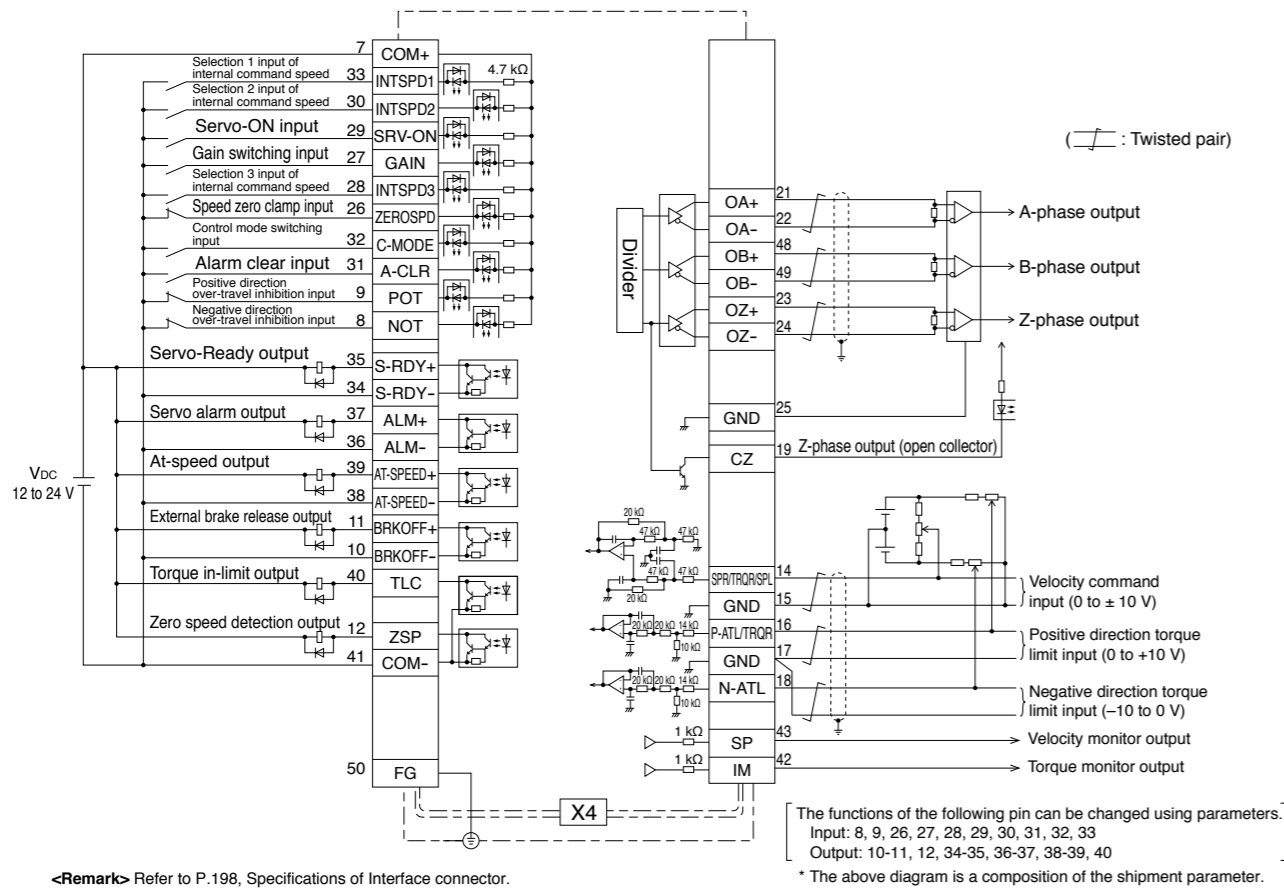 7 COM+
Selection 1 input of
internal command speed 33 INTSPD1 4.7 kΩ
Selection 2 input of
internal command speed 30 INTSPD2
Servo-ON input 29 SRV-ON
Gain switching input 27 GAIN
Selection 3 input of
internal command speed 28 INTSPD3
Speed zero clamp input 26 ZEROSPD
Control mode switching
input 32 C-MODE
Alarm clear input 31 A-CLR
Positive direction
over-travel inhibition input 9 POT
Negative direction
over-travel inhibition input 8 NOT
Servo-Ready output 35 S-RDY+
34 S-RDY–
Servo alarm output 37 ALM+
36 ALM–
At-speed output 39 AT-SPEED+
38 AT-SPEED–
External brake release output 11 BRKOFF+
10 BRKOFF–
Torque in-limit output 40 TLC
Zero speed detection output 12 ZSP
41 COM–
VDC
12 to 24 V
50 FG
X4
( : Twisted pair)
Divider
OA+ 21
OA– 22
A-phase output
OB+ 48
OB– 49
B-phase output
OZ+ 23
OZ– 24
Z-phase output
GND 25
CZ 19 Z-phase output (open collector)
20 kΩ
47 kΩ 47 kΩ
47 kΩ 47 kΩ
20 kΩ
SPR/TRQR/SPL 14
GND 15
Velocity command
input (0 to ± 10 V)
20 kΩ 20 kΩ 14 kΩ
10 kΩ
P-ATL/TRQR 16
GND 17
Positive direction torque
limit input (0 to +10 V)
20 kΩ 20 kΩ 14 kΩ
10 kΩ
N-ATL 18
Negative direction torque
limit input (–10 to 0 V)
1 kΩ SP 43 Velocity monitor output
1 kΩ IM 42 Torque monitor output
The functions of the following pin can be changed using parameters.
Input: 8, 9, 26, 27, 28, 29, 30, 31, 32, 33
Output: 10-11, 12, 34-35, 36-37, 38-39, 40
* The above diagram is a composition of the shipment parameter.
<Remark> Refer to P.198, Specifications of Interface connector.